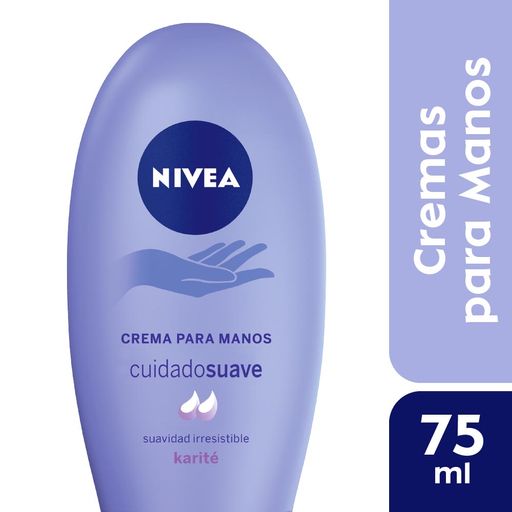 NIVEA
CREMA PARA MANOS
cuidadosuave
suavidad irresistible
karité
Cremas
para Manos
75
ml